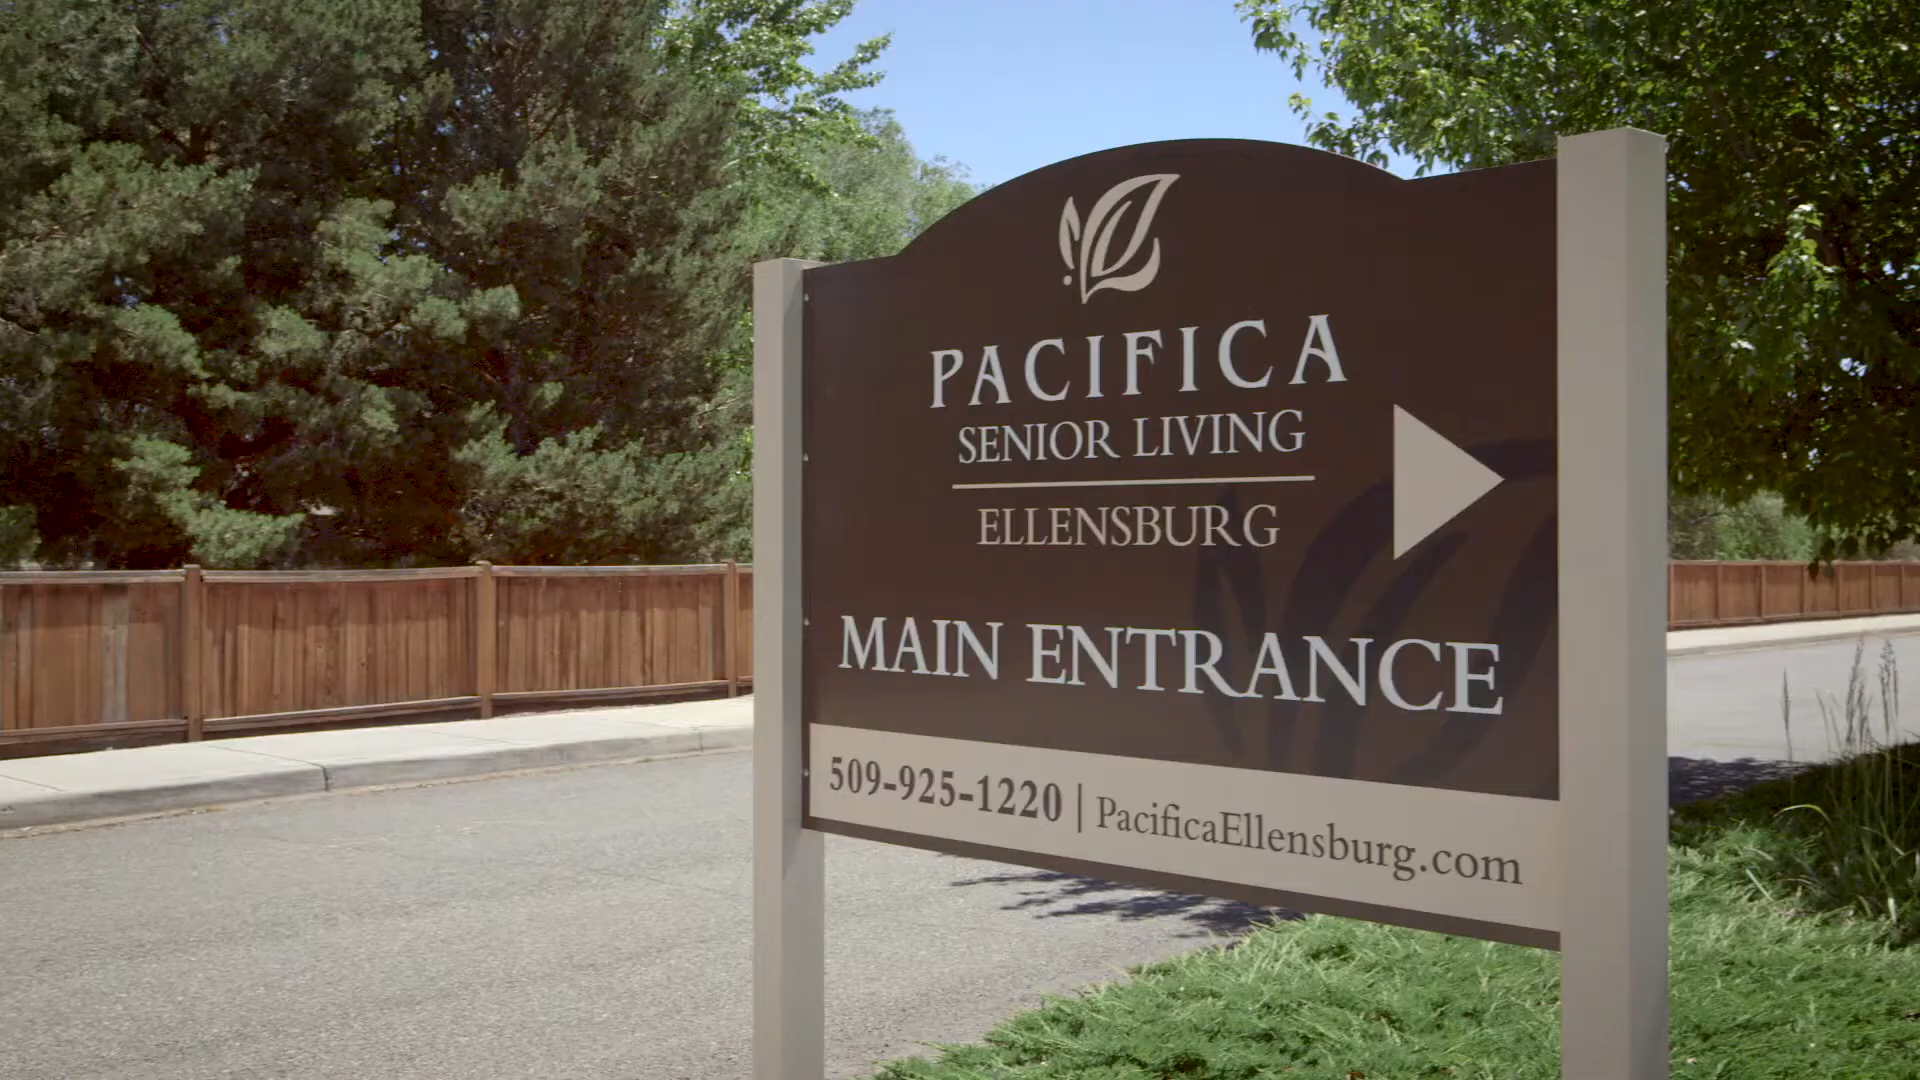 PACIFICA
SENIOR LIVING
ELLENSBURG
MAIN ENTRANCE
509-925-1220 | PacificaEllensburg.com